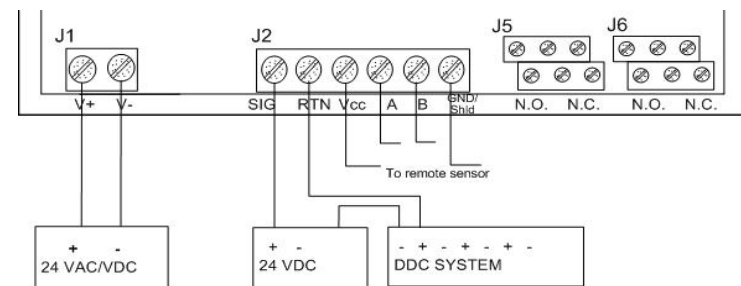 J1
J2
J5
J6
V+ V-
SIG RTN Vcc A B GND/
Shld
N.O. N.C. N.O. N.C.
To remote sensor
+ -
24 VAC/VDC
+ -
24 VDC
- + - + - + -
DDC SYSTEM